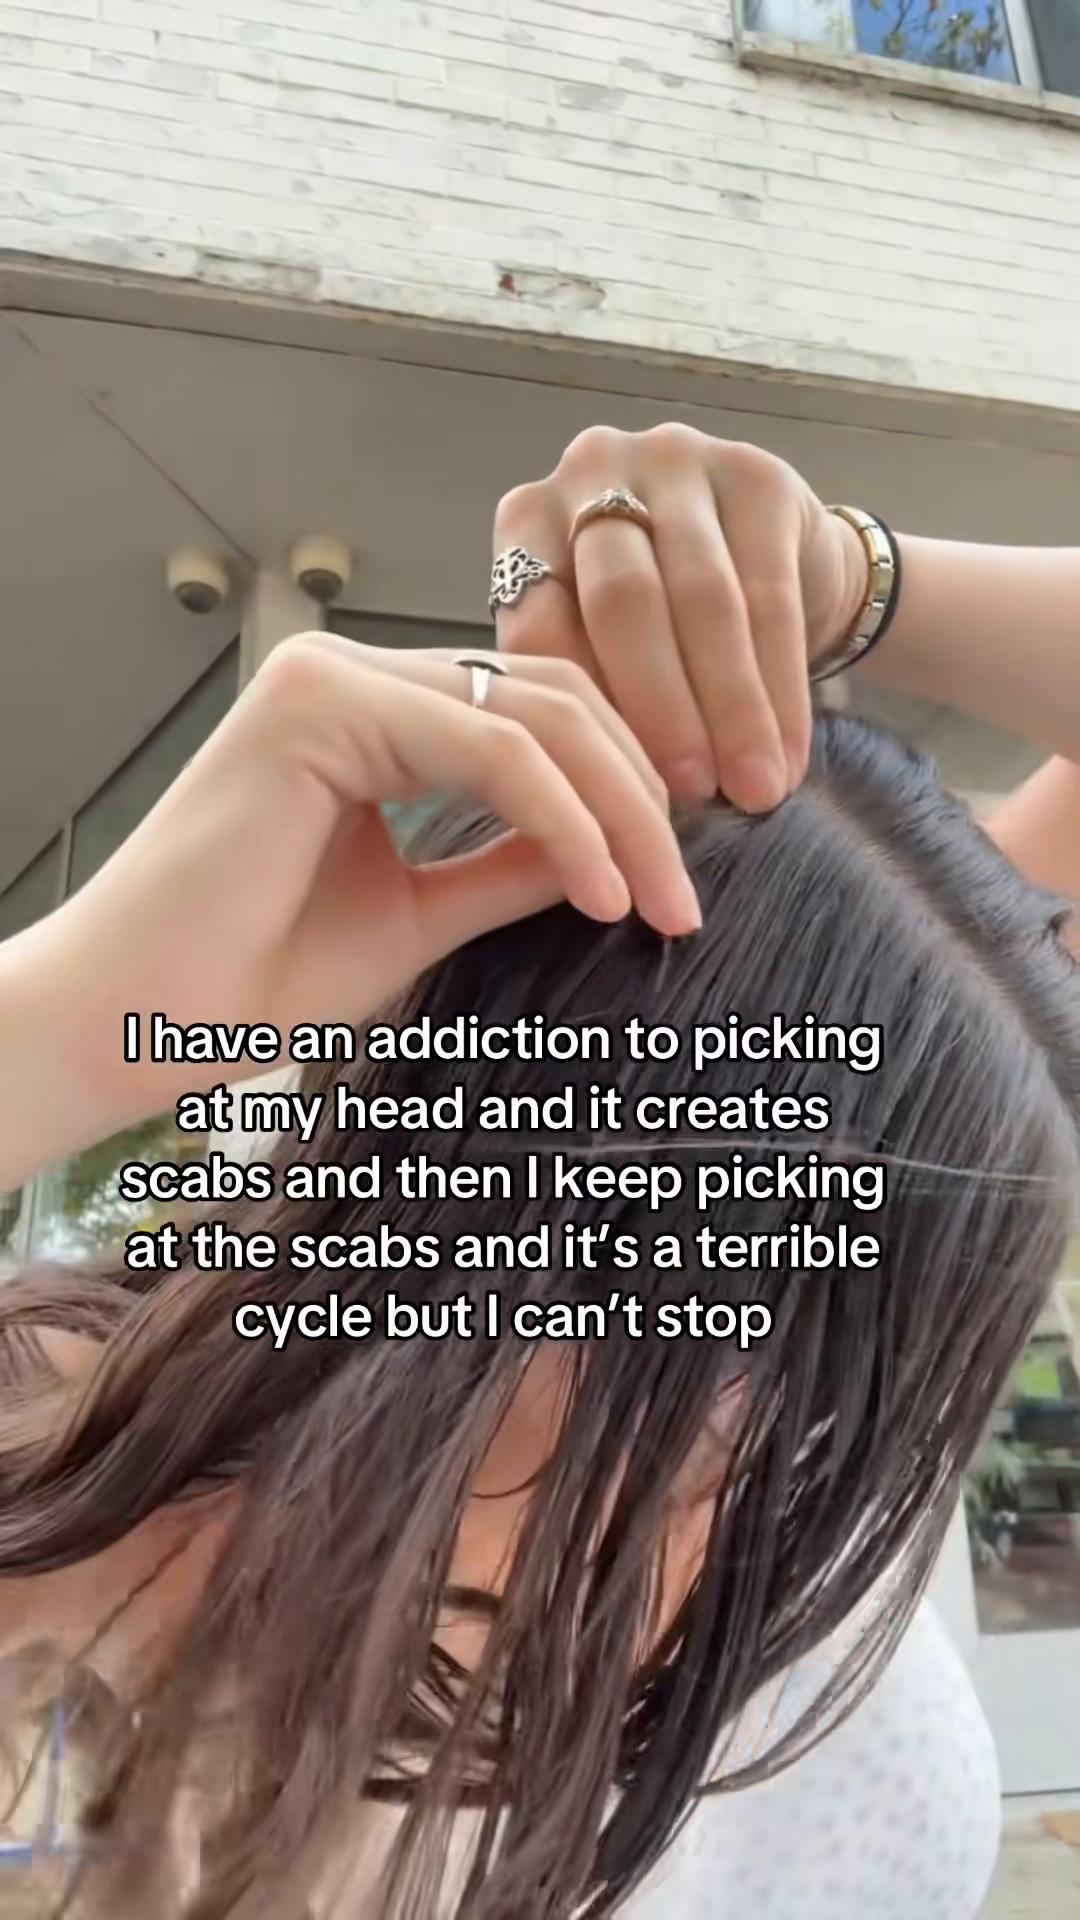 I have an addiction to picking
at my head and it creates
scabs and then I keep picking
at the scabs and it’s a terrible
cycle but I can’t stop